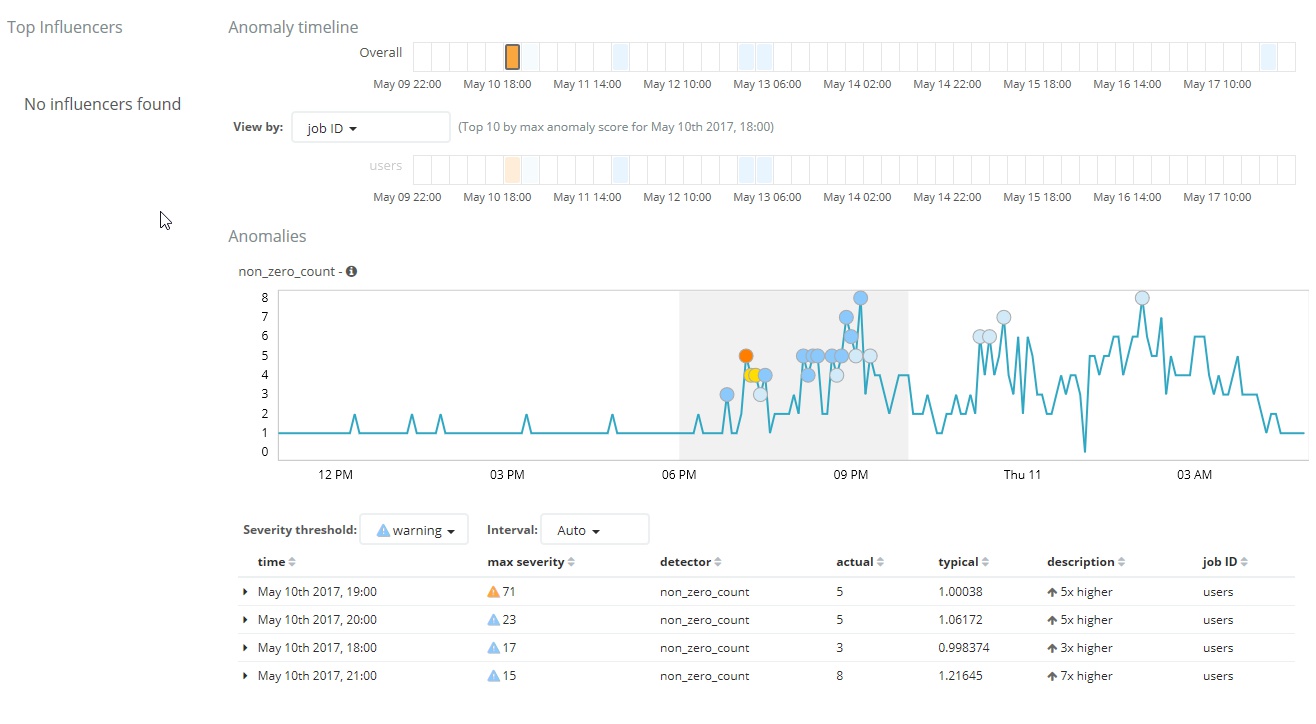 Top Influencers
No influencers found
Anomaly timeline
Overall
May 09 22:00 May 10 18:00 May 11 14:00 May 12 10:00 May 13 06:00 May 14 02:00 May 14 22:00 May 15 18:00 May 16 14:00 May 17 10:00
View by: job ID (Top 10 by max anomaly score for May 10th 2017, 18:00)
users
May 09 22:00 May 10 18:00 May 11 14:00 May 12 10:00 May 13 06:00 May 14 02:00 May 14 22:00 May 15 18:00 May 16 14:00 May 17 10:00
Anomalies
non_zero_count -
8
7
6
5
4
3
2
1
0
12 PM 03 PM 06 PM 09 PM Thu 11 03 AM
Severity threshold: warning Interval: Auto
time max severity detector actual typical description job ID
May 10th 2017, 19:00 71 non_zero_count 5 1.00038 5x higher users
May 10th 2017, 20:00 23 non_zero_count 5 1.06172 5x higher users
May 10th 2017, 18:00 17 non_zero_count 3 0.998374 3x higher users
May 10th 2017, 21:00 15 non_zero_count 8 1.21645 7x higher users